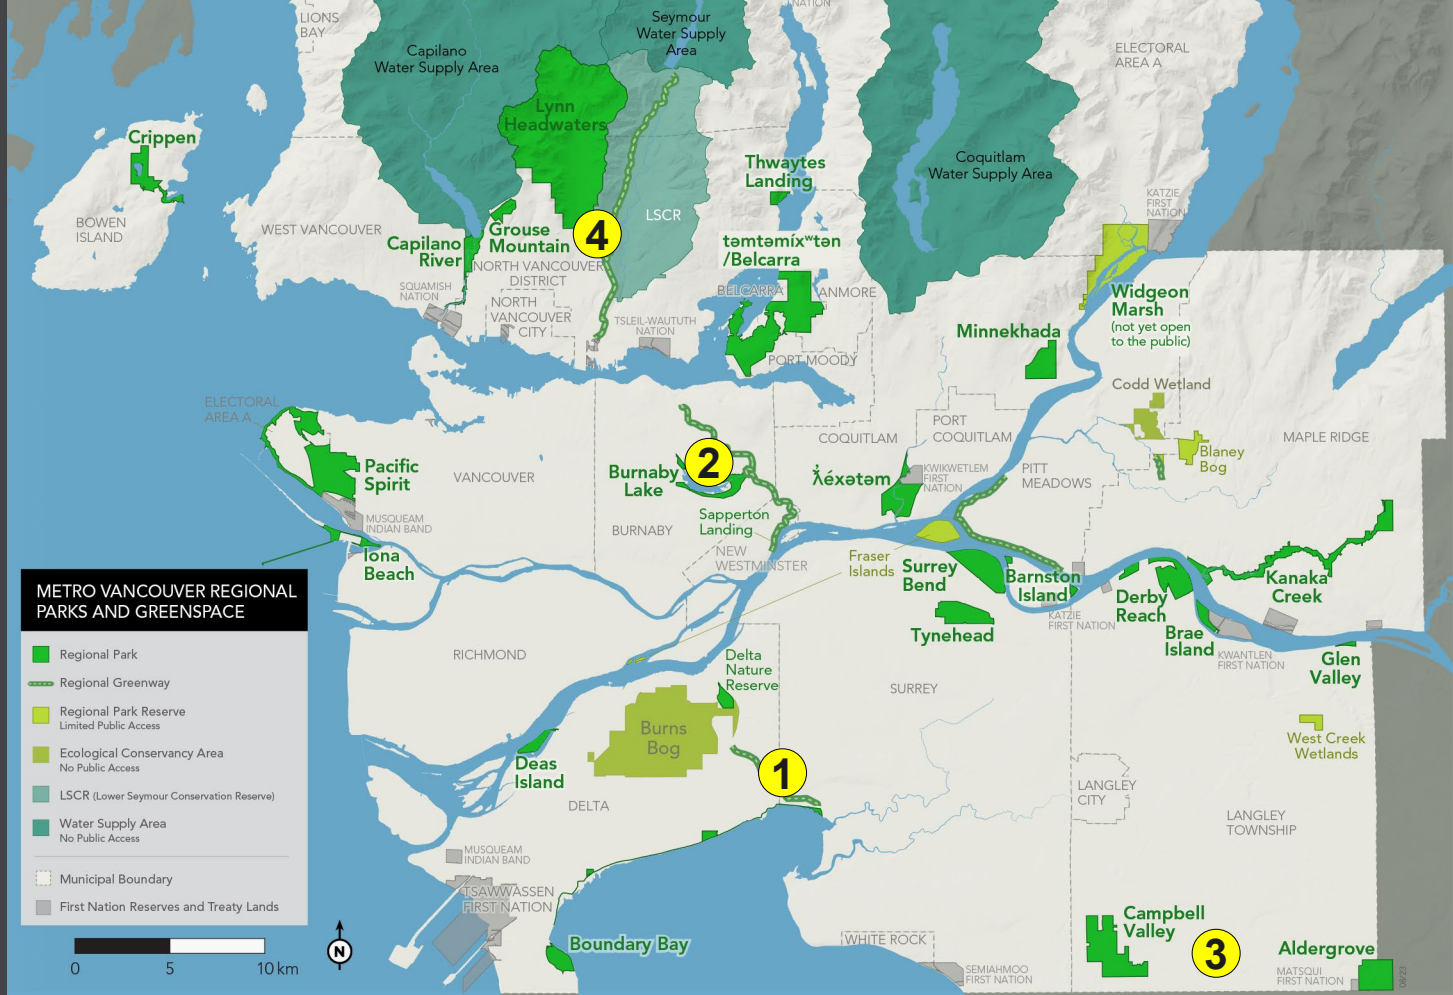 LIONS
BAY
NATION
Seymour
Water Supply
Area
Capilano
Water Supply Area
ELECTORAL
AREA A
Lynn
Headwaters
Crippen
Thwaytes
Landing
Coquitlam
Water Supply Area
KATZIE
FIRST
NATION
BOWEN
ISLAND
WEST VANCOUVER
LSCR
Capilano
River
Grouse
Mountain
4
təmtəmíxʷtən
/Belcarra
NORTH VANCOUVER
DISTRICT
SQUAMISH
NATION
BELCARRA
ANMORE
NORTH
VANCOUVER
CITY
TSLEIL-WAUTUTH
NATION
Widgeon
Marsh
(not yet open
to the public)
Minnekhada
PORT MOODY
Codd Wetland
ELECTORAL
AREA A
PORT
COQUITLAM
COQUITLAM
MAPLE RIDGE
Blaney
Bog
Pacific
Spirit
VANCOUVER
Burnaby
Lake
2
ƛ̓éxətəm
KWIKWETLEM
FIRST
NATION
PITT
MEADOWS
MUSQUEAM
INDIAN BAND
BURNABY
Sapperton
Landing
NEW
WESTMINSTER
Iona
Beach
Fraser
Islands
Surrey
Bend
Barnston
Island
KATZIE
FIRST NATION
Derby
Reach
Kanaka
Creek
Tynehead
Brae
Island
KWANTLEN
FIRST NATION
Glen
Valley
METRO VANCOUVER REGIONAL
PARKS AND GREENSPACE
Regional Park
Regional Greenway
Regional Park Reserve
Limited Public Access
Ecological Conservancy Area
No Public Access
LSCR (Lower Seymour Conservation Reserve)
Water Supply Area
No Public Access
Municipal Boundary
First Nation Reserves and Treaty Lands
0 5 10 km
N
RICHMOND
Delta
Nature
Reserve
SURREY
Burns
Bog
West Creek
Wetlands
Deas
Island
1
DELTA
LANGLEY
CITY
LANGLEY
TOWNSHIP
MUSQUEAM
INDIAN BAND
TSAWWASSEN
FIRST NATION
Boundary Bay
WHITE ROCK
SEMIAHMOO
FIRST NATION
Campbell
Valley
3
Aldergrove
MATSQUI
FIRST NATION
08/23